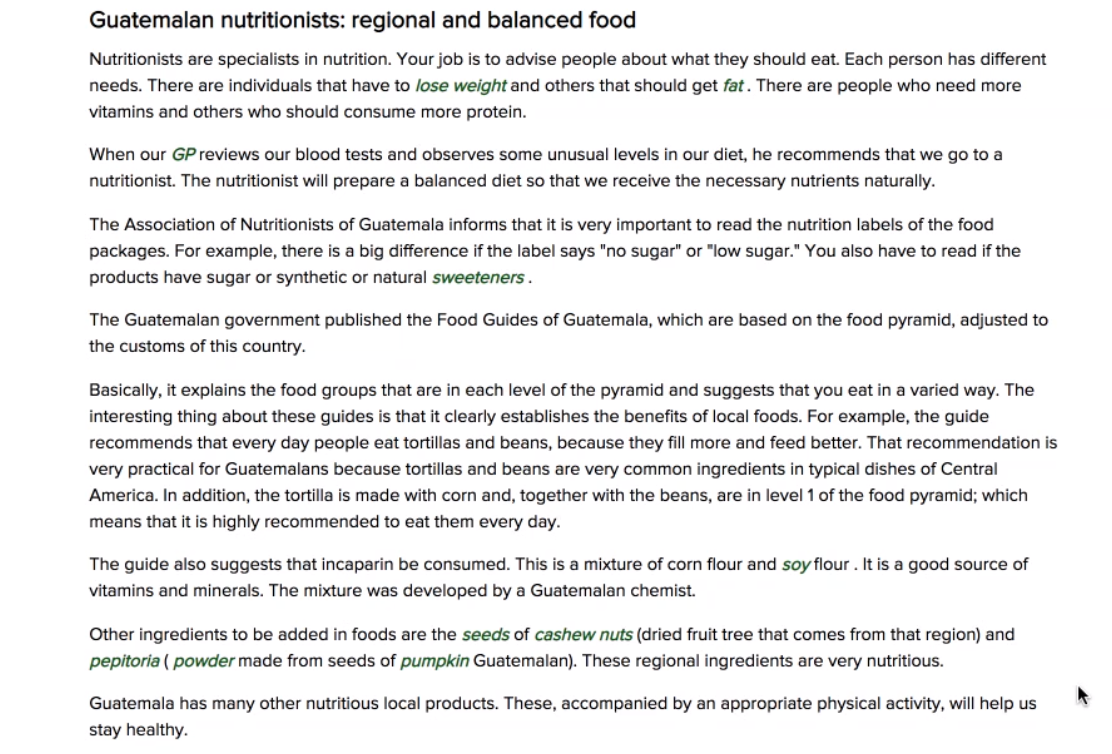 Guatemalan nutritionists: regional and balanced food
Nutritionists are specialists in nutrition. Your job is to advise people about what they should eat. Each person has different
needs. There are individuals that have to lose weight and others that should get fat . There are people who need more
vitamins and others who should consume more protein.
When our GP reviews our blood tests and observes some unusual levels in our diet, he recommends that we go to a
nutritionist. The nutritionist will prepare a balanced diet so that we receive the necessary nutrients naturally.
The Association of Nutritionists of Guatemala informs that it is very important to read the nutrition labels of the food
packages. For example, there is a big difference if the label says "no sugar" or "low sugar." You also have to read if the
products have sugar or synthetic or natural sweeteners .
The Guatemalan government published the Food Guides of Guatemala, which are based on the food pyramid, adjusted to
the customs of this country.
Basically, it explains the food groups that are in each level of the pyramid and suggests that you eat in a varied way. The
interesting thing about these guides is that it clearly establishes the benefits of local foods. For example, the guide
recommends that every day people eat tortillas and beans, because they fill more and feed better. That recommendation is
very practical for Guatemalans because tortillas and beans are very common ingredients in typical dishes of Central
America. In addition, the tortilla is made with corn and, together with the beans, are in level 1 of the food pyramid; which
means that it is highly recommended to eat them every day.
The guide also suggests that incaparin be consumed. This is a mixture of corn flour and soy flour . It is a good source of
vitamins and minerals. The mixture was developed by a Guatemalan chemist.
Other ingredients to be added in foods are the seeds of cashew nuts (dried fruit tree that comes from that region) and
pepitoria ( powder made from seeds of pumpkin Guatemalan). These regional ingredients are very nutritious.
Guatemala has many other nutritious local products. These, accompanied by an appropriate physical activity, will help us
stay healthy.